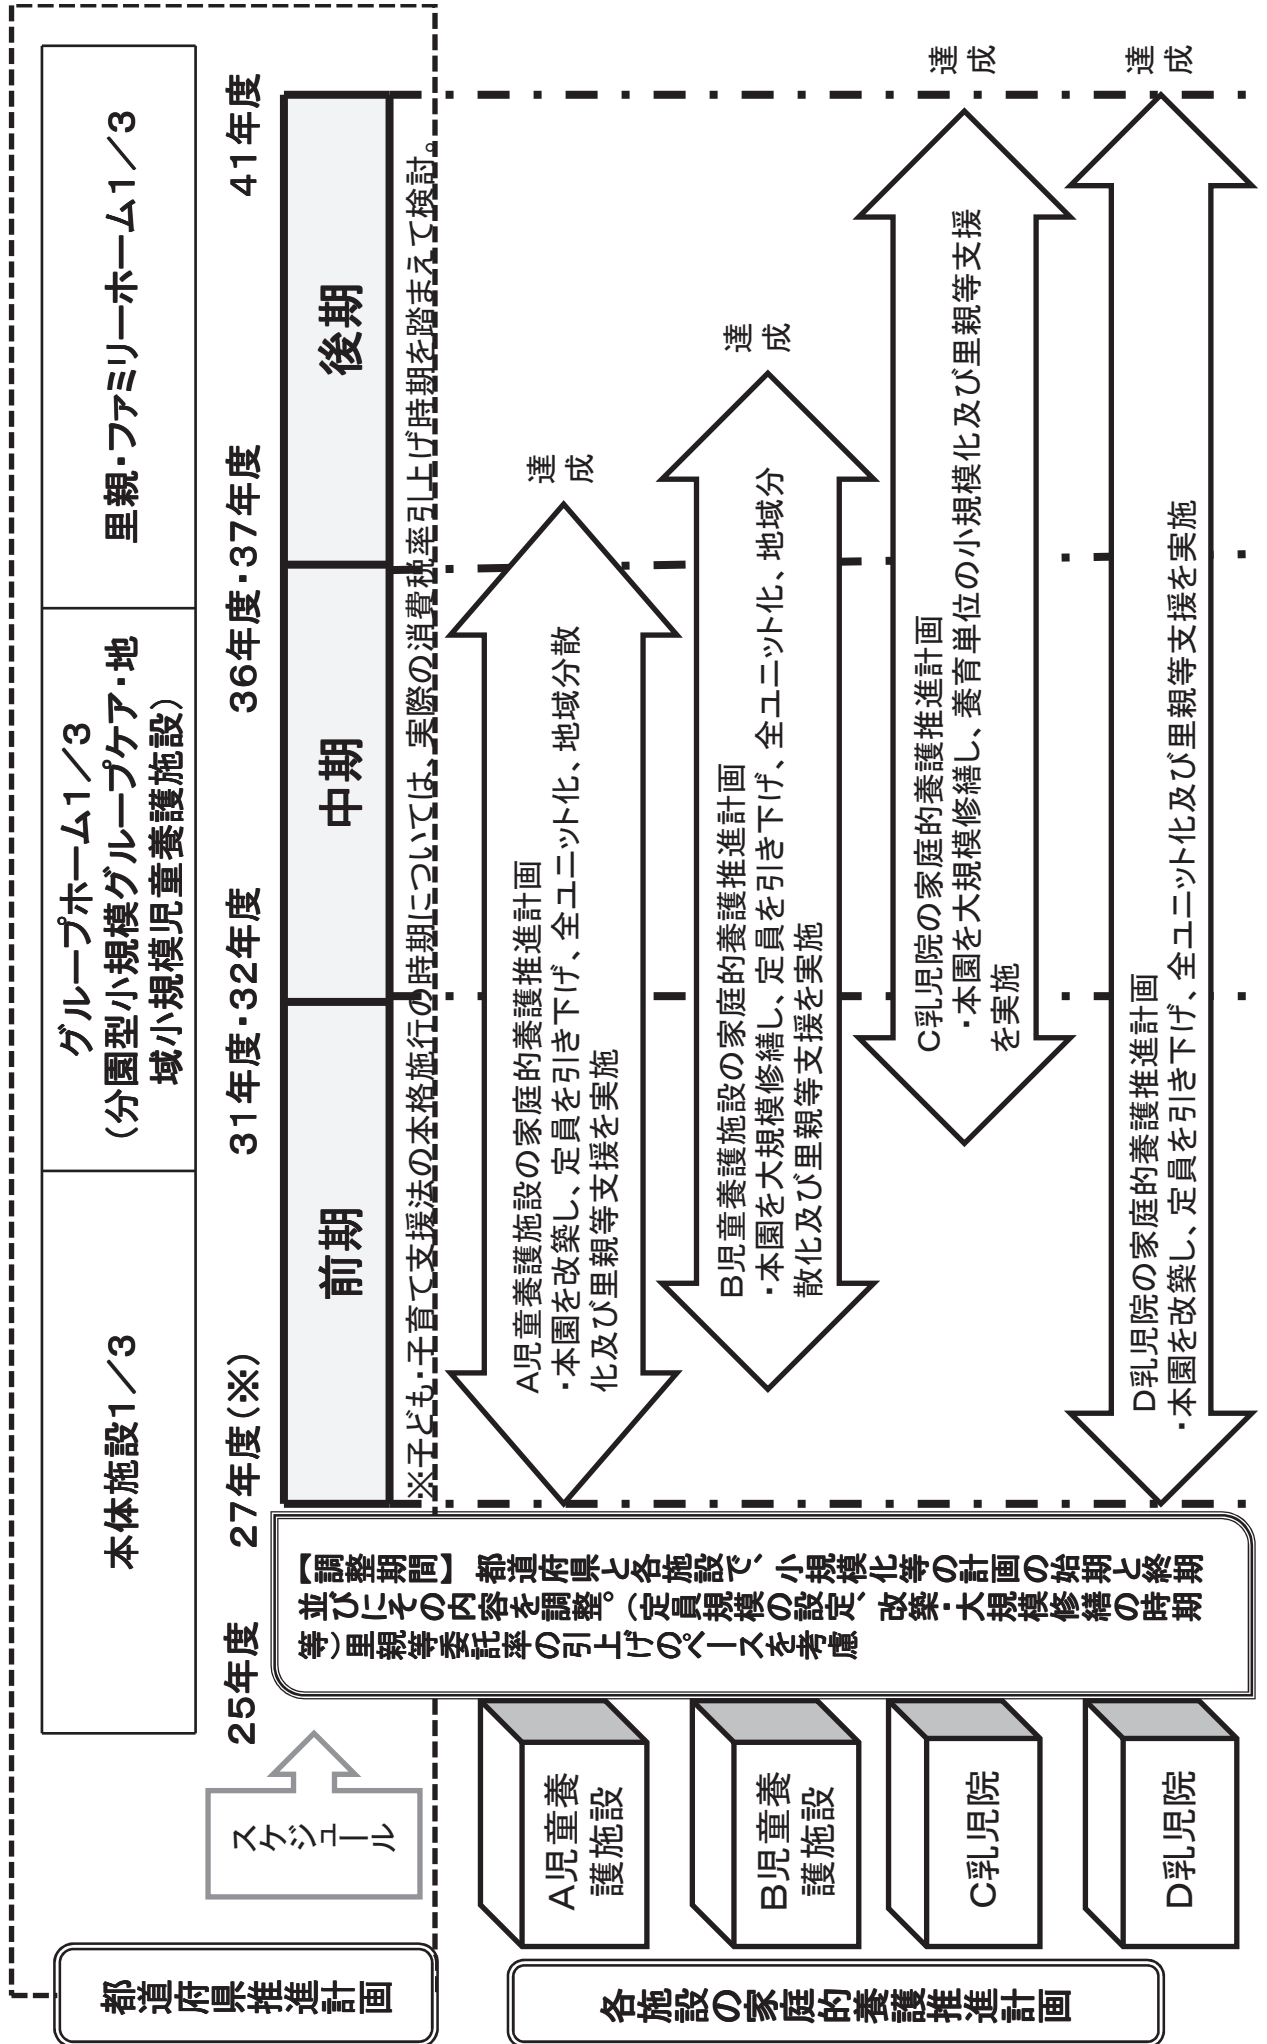 都道府県推進計画
本体施設1／3
グループホーム1／3
（分園型小規模グループケア・地
域小規模児童養護施設）
里親・ファミリーホーム1／3
スケジュール
25年度
27年度（※）
31年度・32年度
36年度・37年度
41年度
前期
中期
後期
※子ども・子育て支援法の本格施行の時期については、実際の消費税率引上げ時期を踏まえて検討。
【調整期間】 都道府県と各施設で、小規模化等の計画の始期と終期
並びにその内容を調整。（定員規模の設定、改築・大規模修繕の時期
等）里親等委託率の引上げのペースを考慮
各施設の家庭的養護推進計画
A児童養
護施設
A児童養護施設の家庭的養護推進計画
・本園を改築し、定員を引き下げ、全ユニット化、地域分散
化及び里親等支援を実施
達成
B児童養
護施設
B児童養護施設の家庭的養護推進計画
・本園を大規模修繕し、定員を引き下げ、全ユニット化、地域分
散化及び里親等支援を実施
達成
C乳児院
C乳児院の家庭的養護推進計画
・本園を大規模修繕し、養育単位の小規模化及び里親等支援
を実施
達成
D乳児院
D乳児院の家庭的養護推進計画
・本園を改築し、定員を引き下げ、全ユニット化及び里親等支援を実施
達成